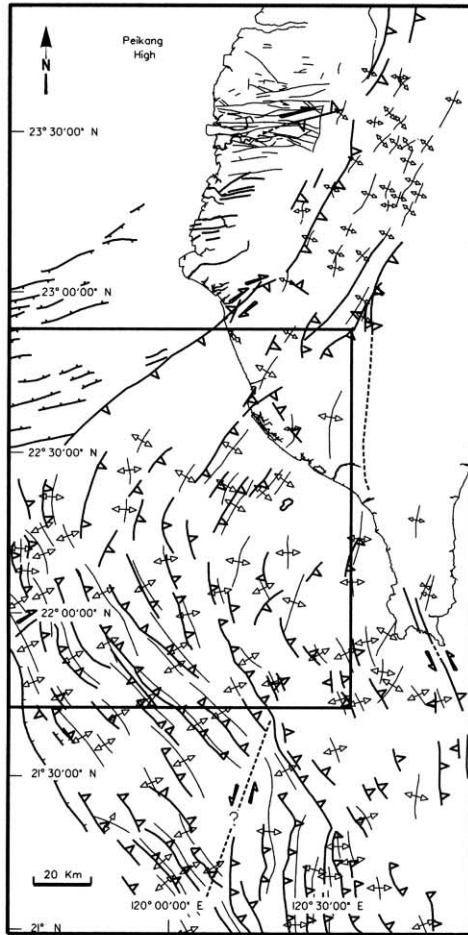 Peikang
High
N
23°30'00" N
23°00'00" N
22°30'00" N
22°00'00" N
21°30'00" N
?
20 Km
120°00'00" E
120°30'00" E
21° N